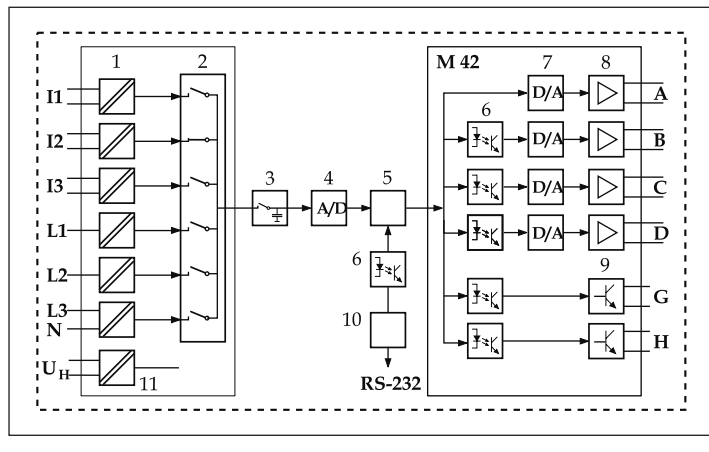 1
2
I1
I2
I3
L1
L2
L3
N
U H
11
3
4
A/D
5
6
10
RS-232
M 42
7
8
D/A
A
6
D/A
B
D/A
C
D/A
D
9
G
H